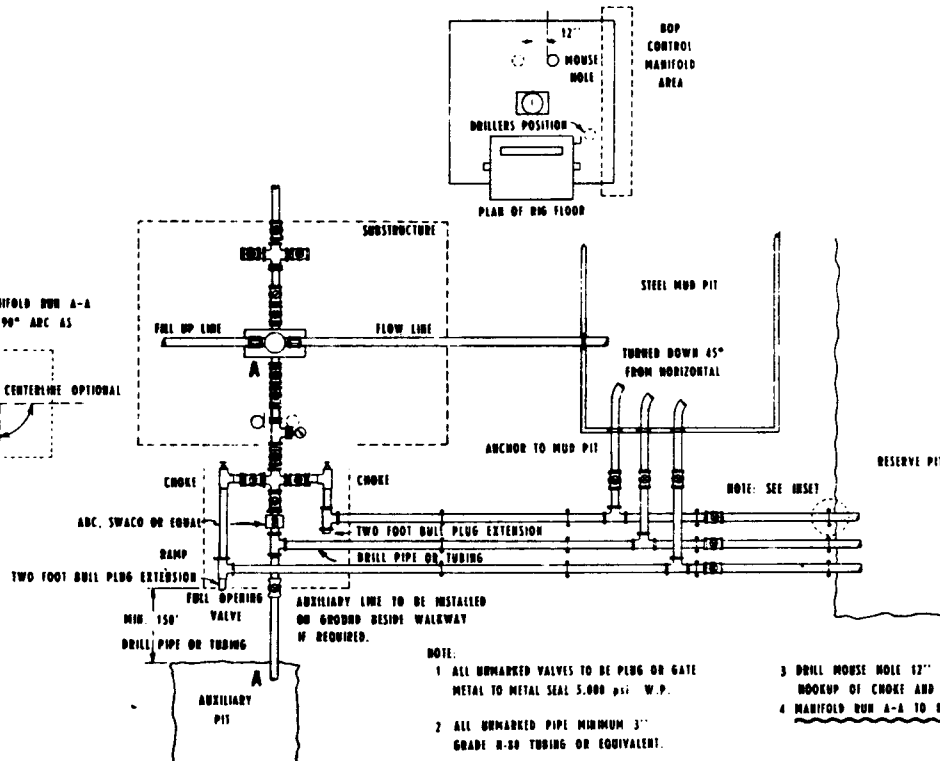 12''
MOUSE
HOLE
BOP
CONTROL
MANIFOLD
AREA
DRILLERS POSITION
PLAN OF RIG FLOOR
SUBSTRUCTURE
IFOLD RUN A-A
90° ARC AS
CENTERLINE OPTIONAL
FILL UP LINE
FLOW LINE
A
STEEL MUD PIT
TURNED DOWN 45°
FROM HORIZONTAL
ANCHOR TO MUD PIT
RESERVE PIT
CHOKE
CHOKE
NOTE: SEE INSET
ABC, SWACO OR EQUAL
TWO FOOT BULL PLUG EXTENSION
RAMP
DRILL PIPE OR TUBING
TWO FOOT BULL PLUG EXTENSION
FULL OPENING
VALVE
MIN. 150'
DRILL PIPE OR TUBING
AUXILIARY LINE TO BE INSTALLED
ON GROUND BESIDE WALKWAY
IF REQUIRED.
A
AUXILIARY
PIT
NOTE:
1 ALL UNMARKED VALVES TO BE PLUG OR GATE
METAL TO METAL SEAL 5.000 psi W.P.
2 ALL UNMARKED PIPE MINIMUM 3''
GRADE N-80 TUBING OR EQUIVALENT.
3 DRILL MOUSE HOLE 12''
HOOKUP OF CHOKE AND
4 MANIFOLD RUN A-A TO